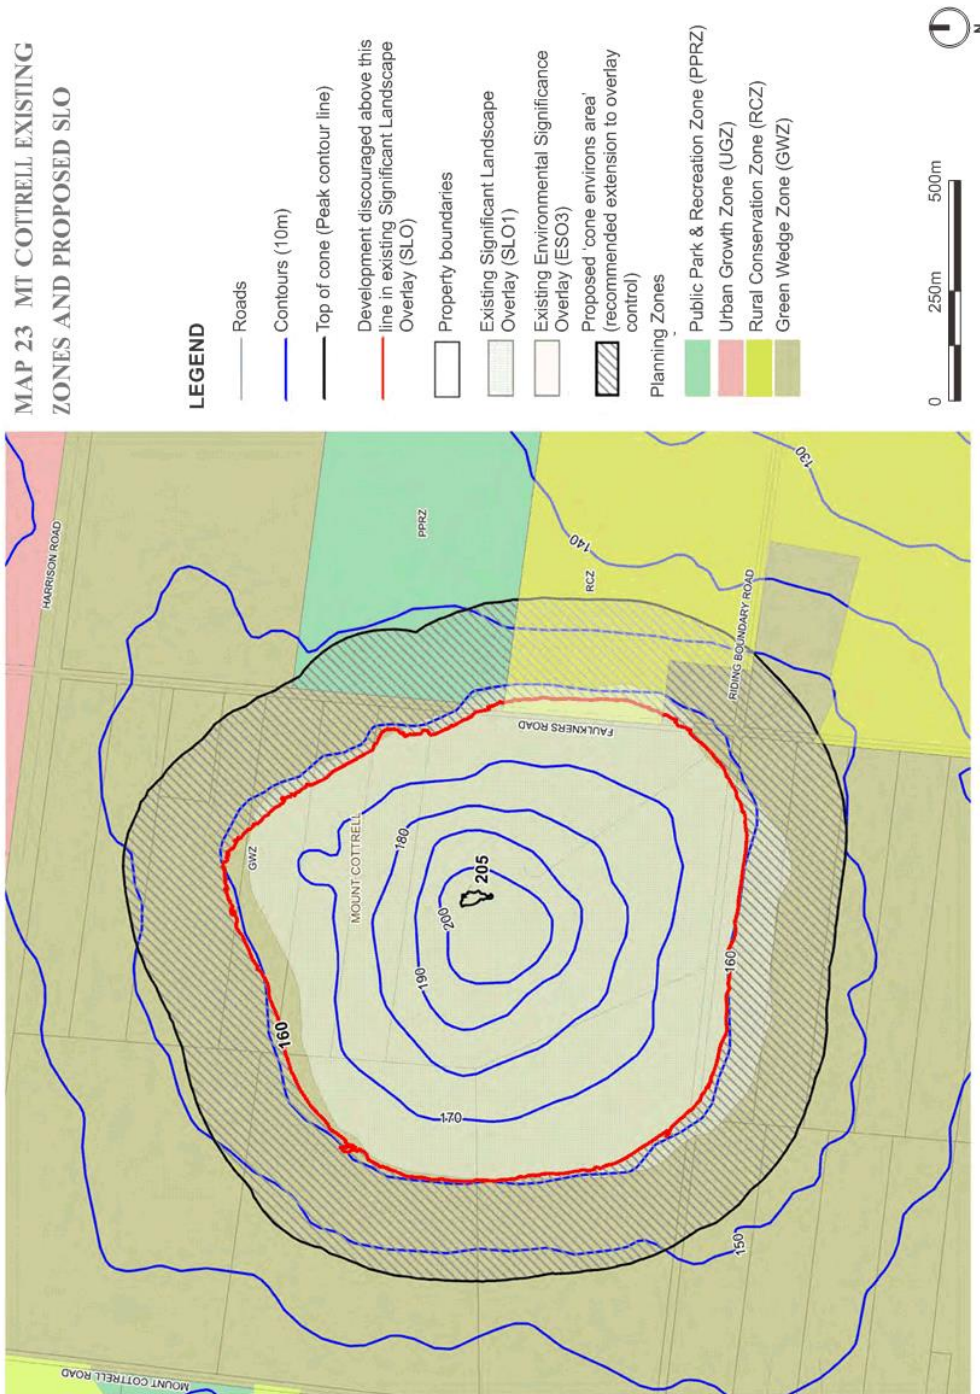 MAP 23 MT COTTRELL EXISTING
ZONES AND PROPOSED SLO
LEGEND
Roads
Contours (10m)
Top of cone (Peak contour line)
Development discouraged above this
line in existing Significant Landscape
Overlay (SLO)
Property boundaries
Existing Significant Landscape
Overlay (SLO1)
Existing Environmental Significance
Overlay (ESO3)
Proposed 'cone environs area'
(recommended extension to overlay
control)
Planning Zones
Public Park & Recreation Zone (PPRZ)
Urban Growth Zone (UGZ)
Rural Conservation Zone (RCZ)
Green Wedge Zone (GWZ)
0
250m
500m
N
HARRISON ROAD
PPRZ
130
140
RCZ
RIDING BOUNDARY ROAD
FAULKNERS ROAD
GWZ
MOUNT COTTRELL
180
205
200
190
160
160
170
150
MOUNT COTTRELL ROAD